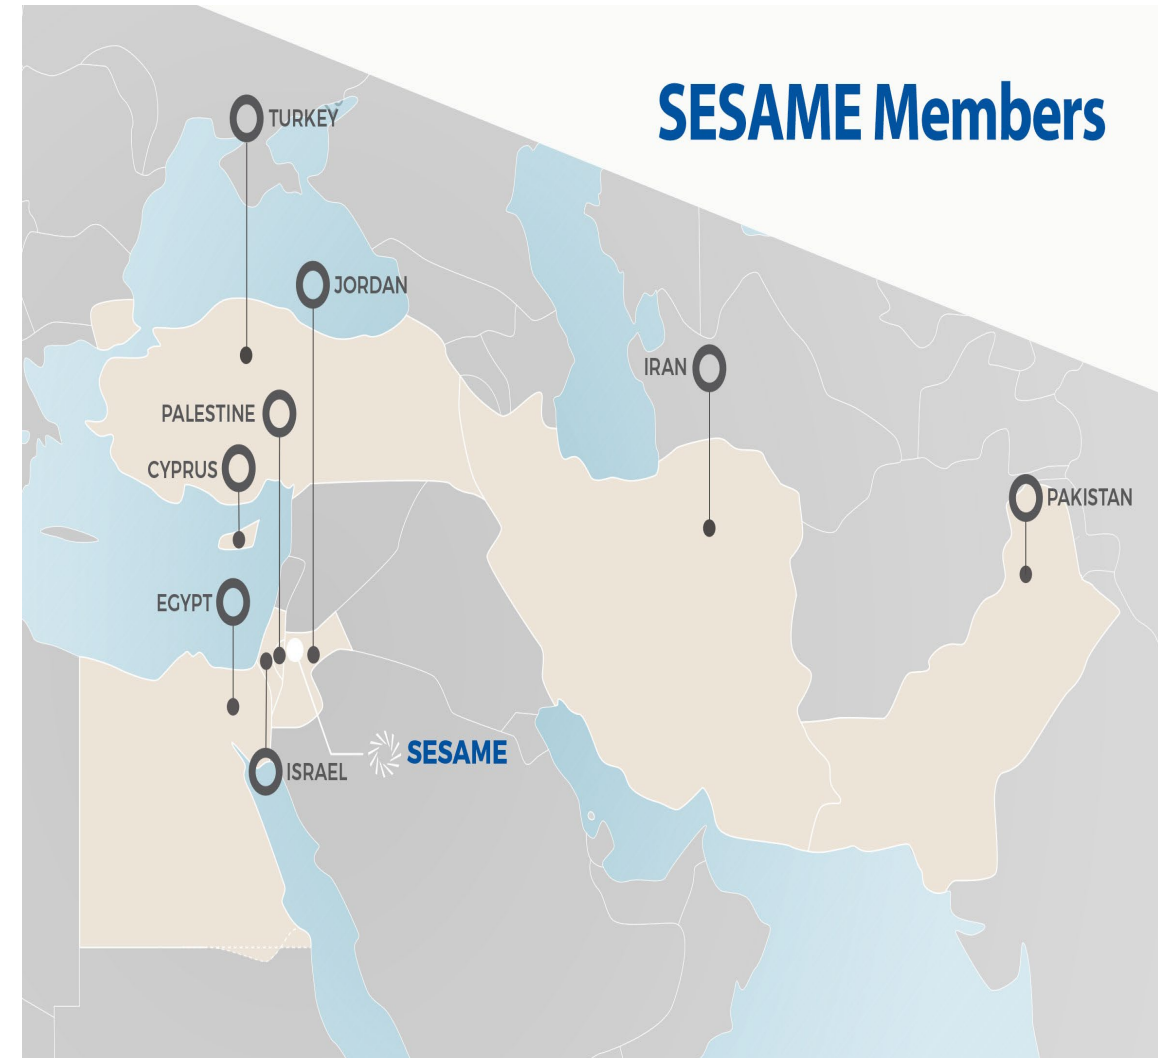 SESAME Members
TURKEY
JORDAN
IRAN
PALESTINE
CYPRUS
PAKISTAN
EGYPT
SESAME
ISRAEL